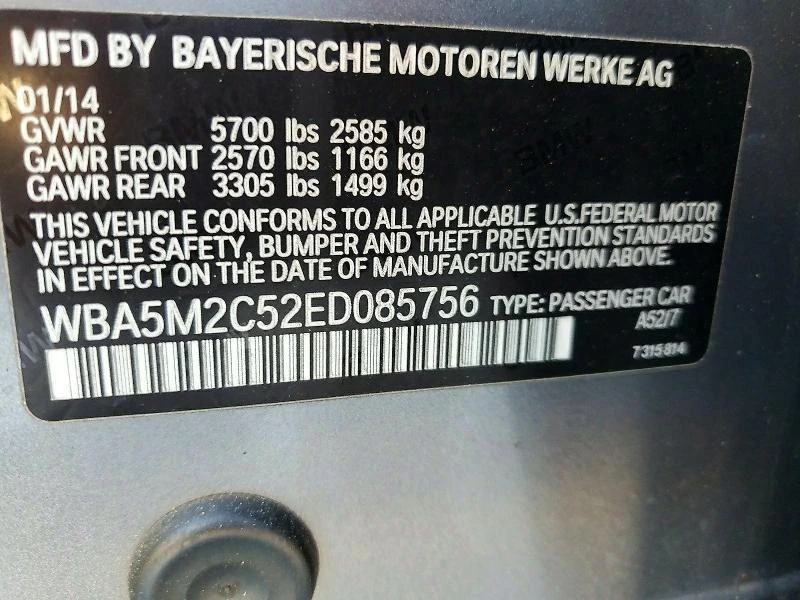 MFD BY BAYERISCHE MOTOREN WERKE AG
01/14
GVWR 5700 lbs 2585 kg
GAWR FRONT 2570 lbs 1166 kg
GAWR REAR 3305 lbs 1499 kg
THIS VEHICLE CONFORMS TO ALL APPLICABLE U.S.FEDERAL MOTOR
VEHICLE SAFETY, BUMPER AND THEFT PREVENTION STANDARDS
IN EFFECT ON THE DATE OF MANUFACTURE SHOWN ABOVE.
WBA5M2C52ED085756 TYPE: PASSENGER CAR
A52/7
7 315 814